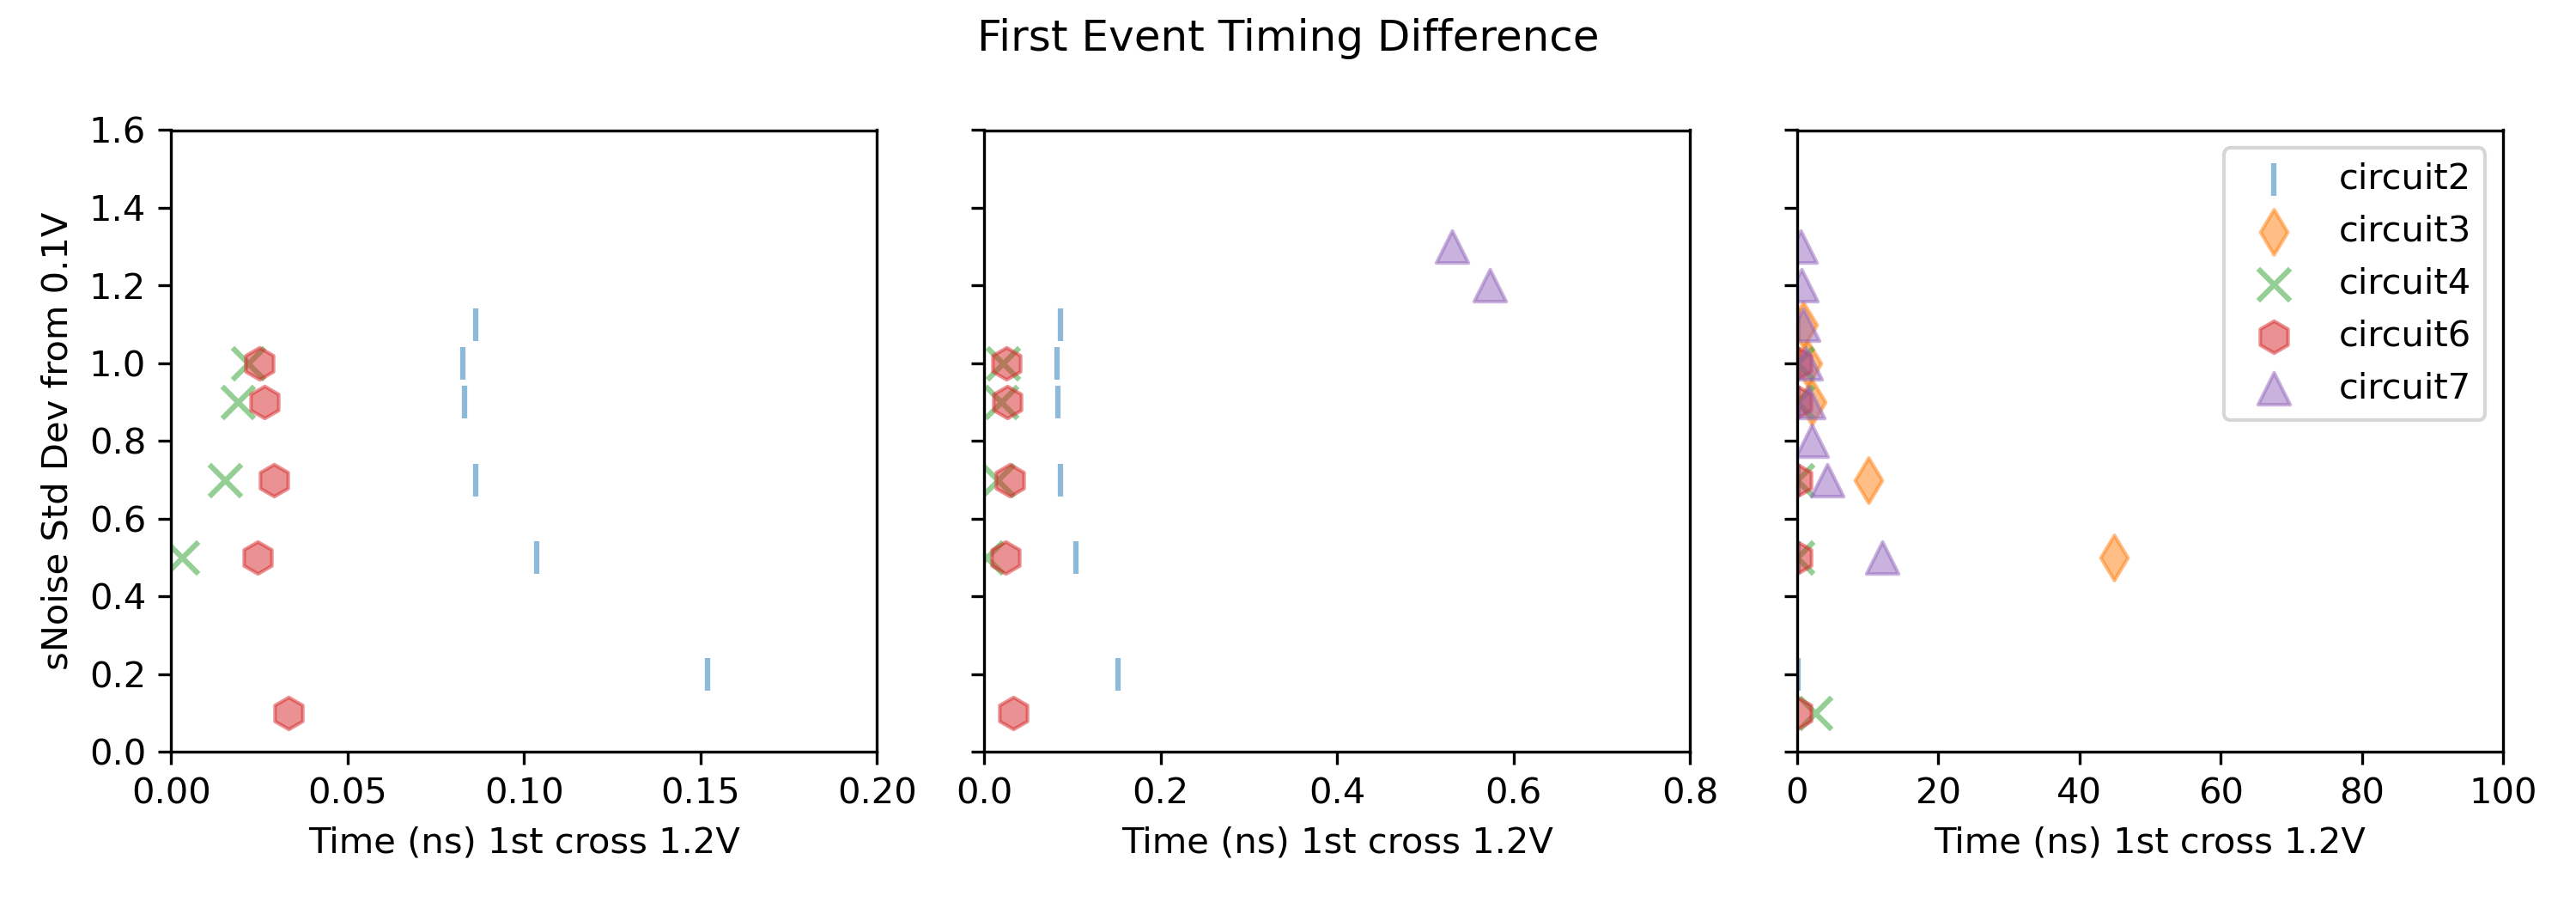 First Event Timing Difference
sNoise Std Dev from 0.1V
1.6
1.4
1.2
1.0
0.8
0.6
0.4
0.2
0.0
0.00 0.05 0.10 0.15 0.20
Time (ns) 1st cross 1.2V
0.0 0.2 0.4 0.6 0.8
Time (ns) 1st cross 1.2V
circuit2
circuit3
circuit4
circuit6
circuit7
0 20 40 60 80 100
Time (ns) 1st cross 1.2V